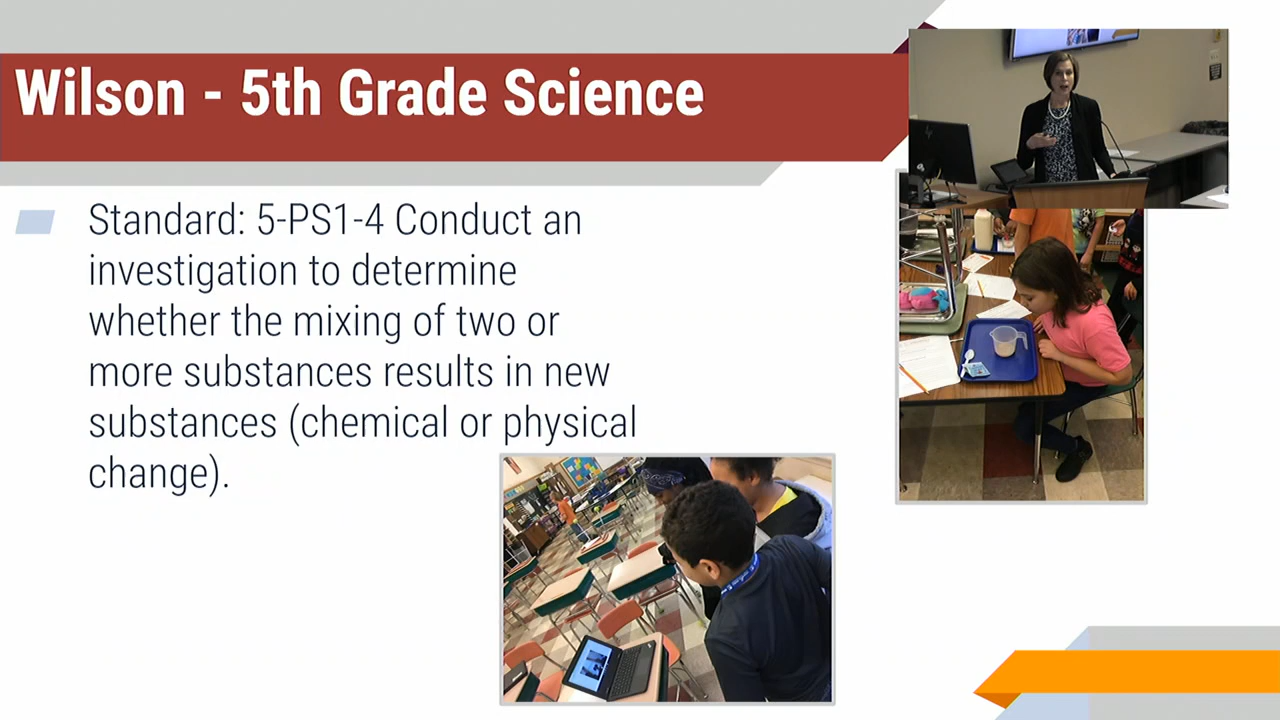 Wilson - 5th Grade Science
Standard: 5-PS1-4 Conduct an
investigation to determine
whether the mixing of two or
more substances results in new
substances (chemical or physical
change).